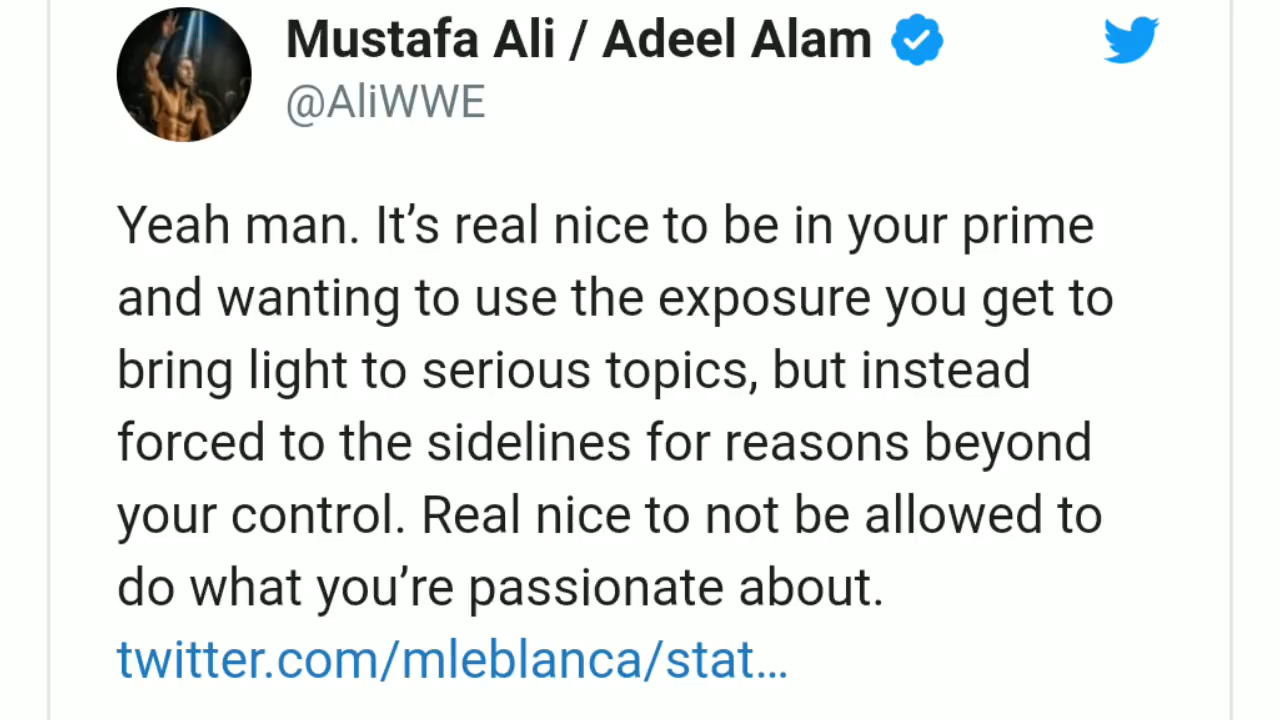 Mustafa Ali / Adeel Alam
@AliWWE
Yeah man. It’s real nice to be in your prime
and wanting to use the exposure you get to
bring light to serious topics, but instead
forced to the sidelines for reasons beyond
your control. Real nice to not be allowed to
do what you’re passionate about.
twitter.com/mleblanca/stat…